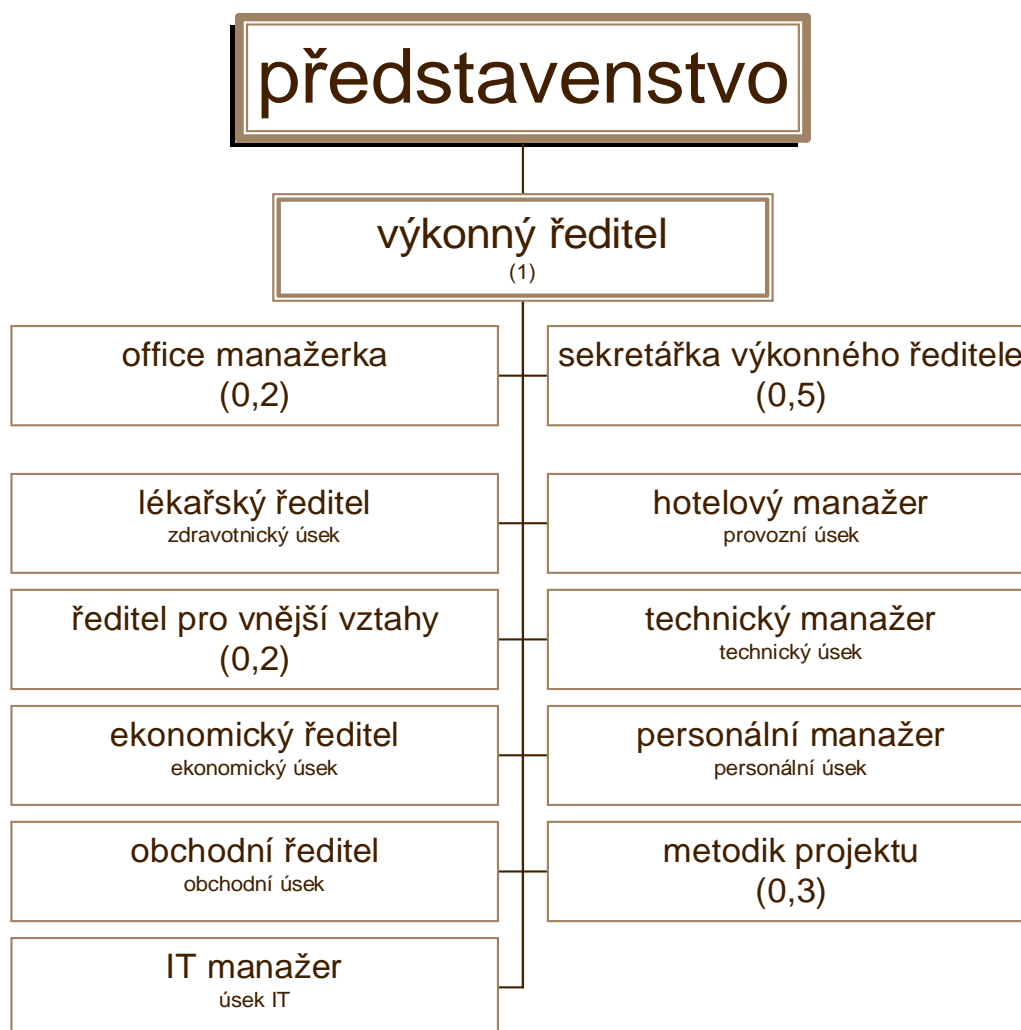 představenstvo
výkonný ředitel
(1)
office manažerka
(0,2)
sekretářka výkonného ředitele
(0,5)
lékařský ředitel
zdravotnický úsek
hotelový manažer
provozní úsek
ředitel pro vnější vztahy
(0,2)
technický manažer
technický úsek
ekonomický ředitel
ekonomický úsek
personální manažer
personální úsek
obchodní ředitel
obchodní úsek
metodik projektu
(0,3)
IT manažer
úsek IT